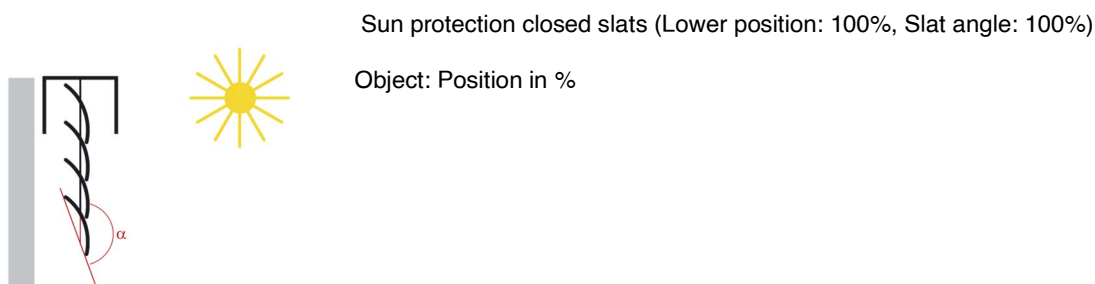 Sun protection closed slats (Lower position: 100%, Slat angle: 100%)
Object: Position in %
α